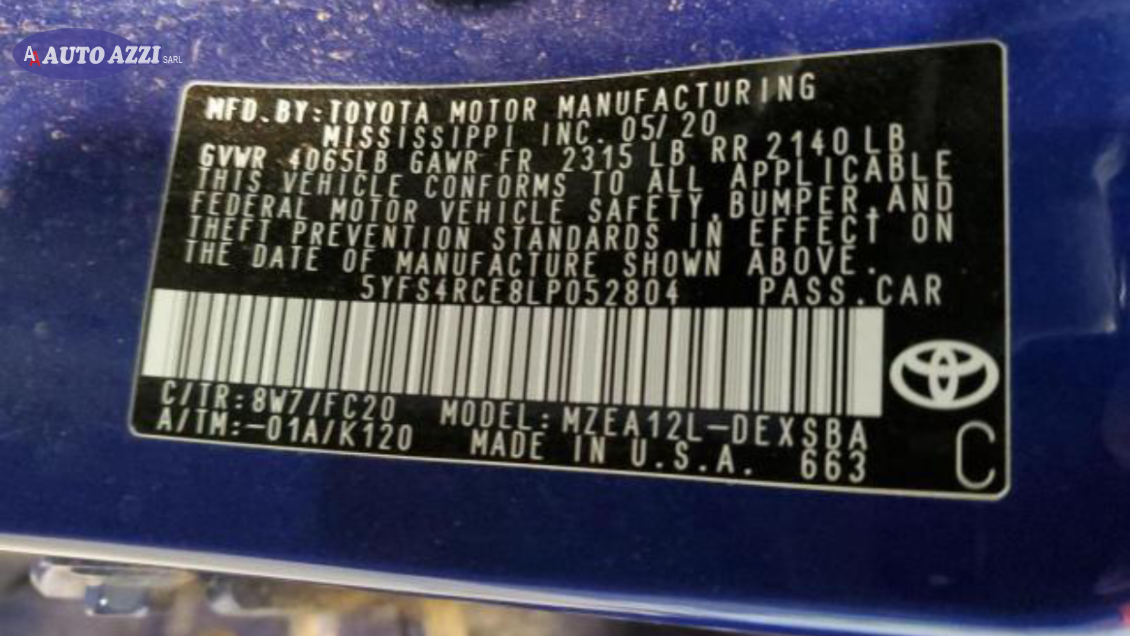 AA AUTO AZZI SARL
MFD.BY:TOYOTA MOTOR MANUFACTURING
MISSISSIPPI INC. 05/20
GVWR 4065LB GAWR FR 2315 LB RR 2140 LB
THIS VEHICLE CONFORMS TO ALL APPLICABLE
FEDERAL MOTOR VEHICLE SAFETY, BUMPER, AND
THEFT PREVENTION STANDARDS IN EFFECT ON
THE DATE OF MANUFACTURE SHOWN ABOVE.
5YFS4RCE8LP052804 PASS.CAR
C/TR:8W7/FC20 MODEL:MZEA12L-DEXSBA
A/TM:-01A/K120 MADE IN U.S.A. 663 C